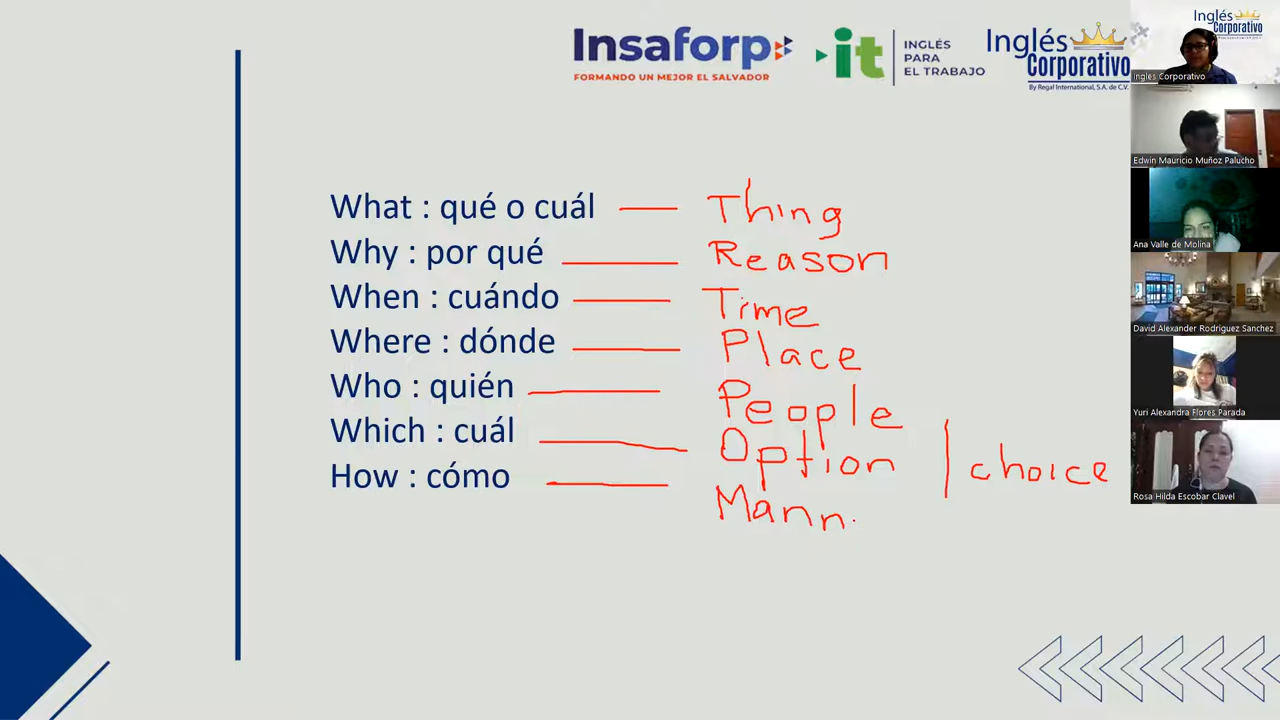 Insaforp
FORMANDO UN MEJOR EL SALVADOR
it
INGLÉS
PARA
EL TRABAJO
Inglés
Corporativo
By Regal International, S.A. de C.V.
Inglés
Corporativo
Inglés Corporativo
Edwin Mauricio Muñoz Palucho
Ana Valle de Molina
David Alexander Rodriguez Sanchez
Yuri Alexandra Flores Parada
Rosa Hilda Escobar Clavel
What : qué o cuál — Thing
Why : por qué — Reason
When : cuándo — Time
Where : dónde — Place
Who : quién — People
Which : cuál — Option | choice
How : cómo — Mann